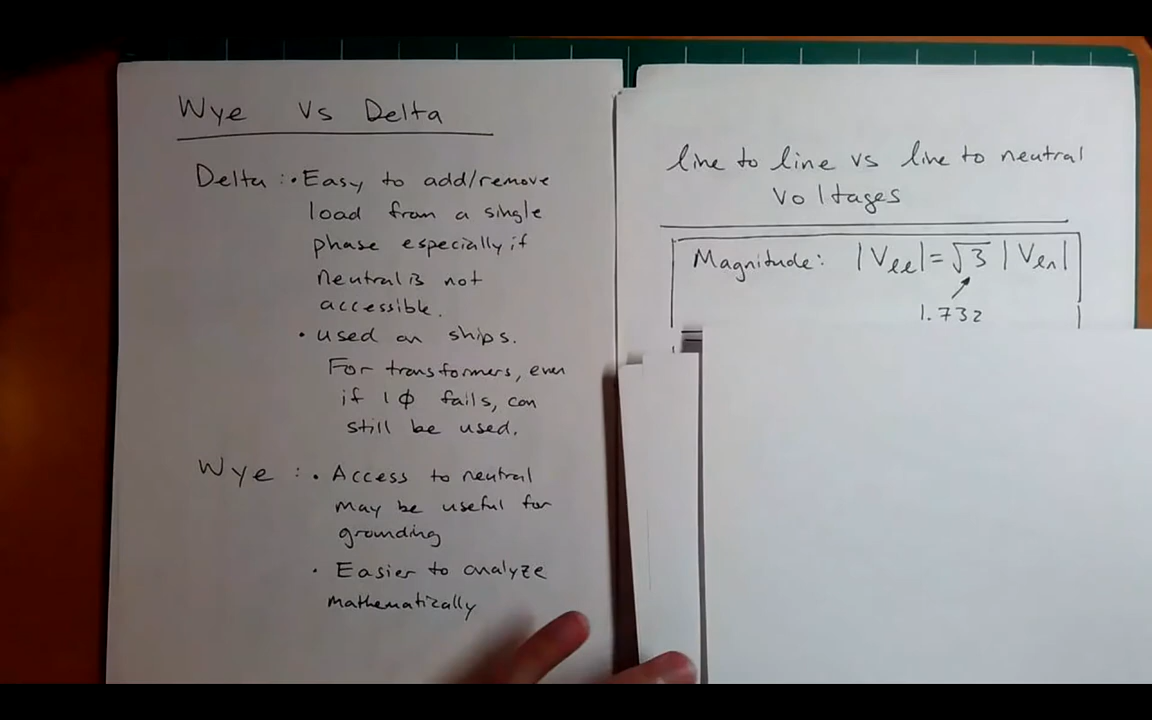 Wye vs Delta
Delta : • Easy to add/remove
load from a single
phase especially if
neutral is not
accessible.
• used on ships.
For transformers, even
if 1 φ fails, can
still be used.
Wye : • Access to neutral
may be useful for
grounding
• Easier to analyze
mathematically
line to line vs line to neutral
voltages
Magnitude: |Vℓℓ| = √3 |Vℓn|
1.732